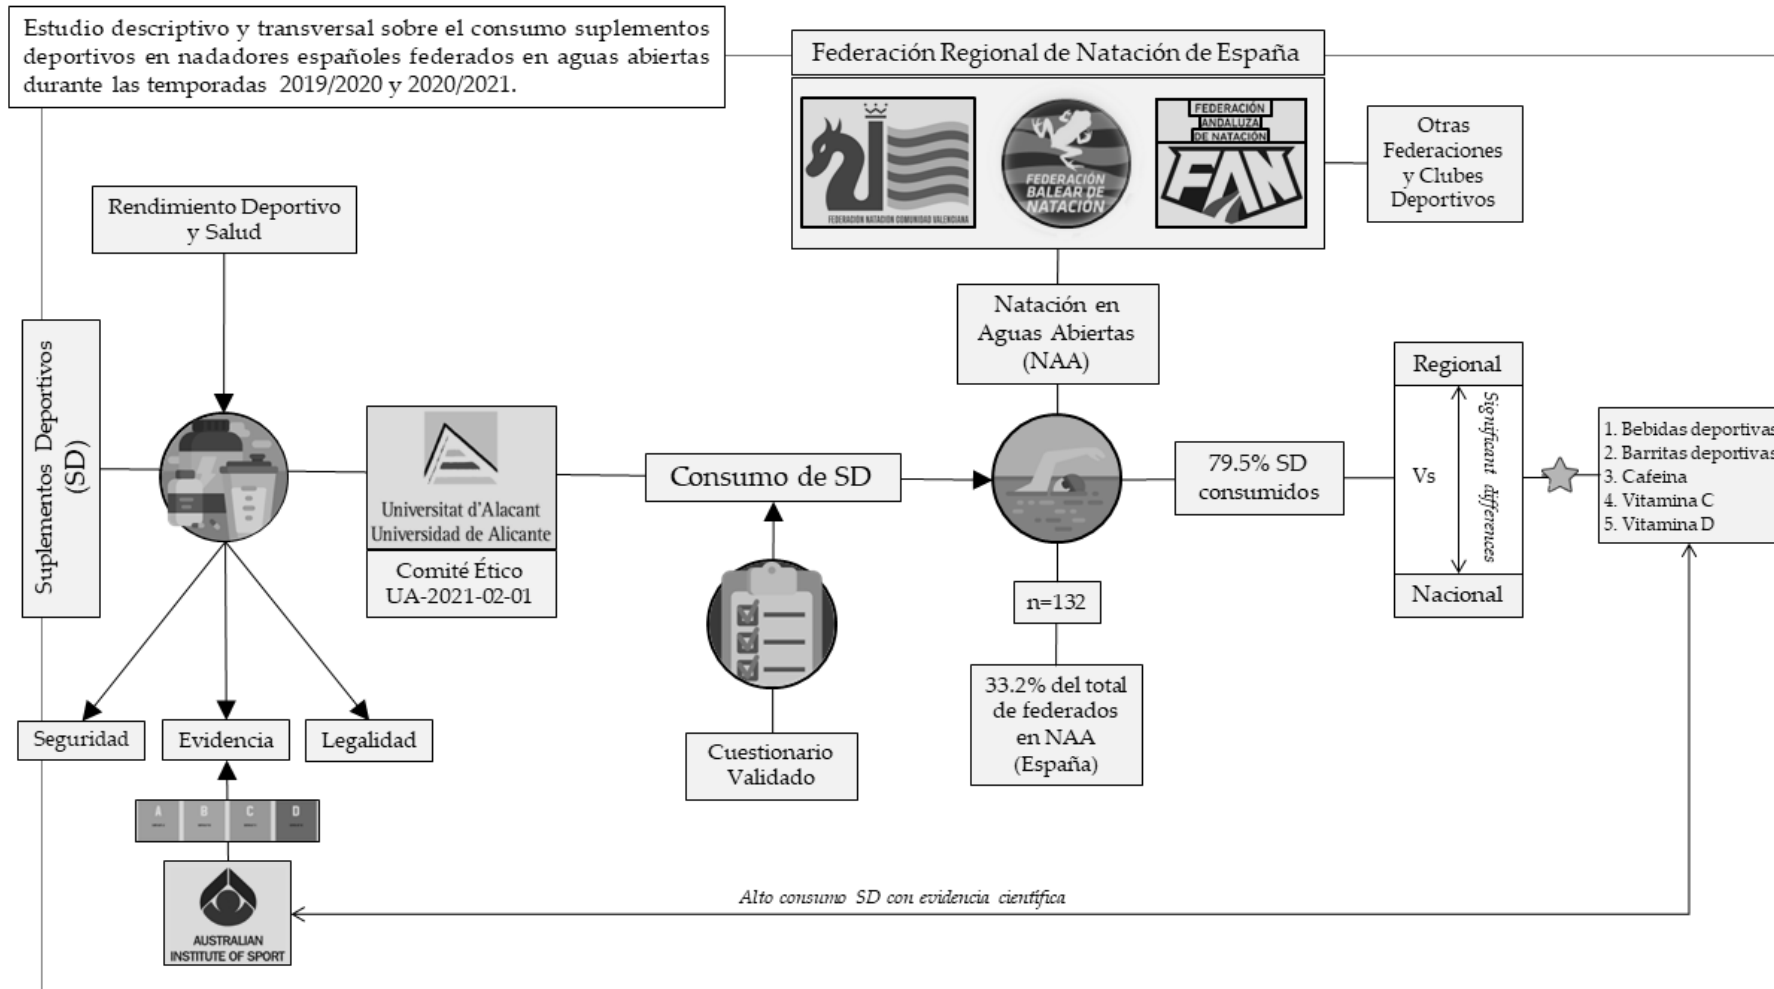 Estudio descriptivo y transversal sobre el consumo suplementos
deportivos en nadadores españoles federados en aguas abiertas
durante las temporadas 2019/2020 y 2020/2021.
Federación Regional de Natación de España
FEDERACIÓN NATACIÓN COMUNIDAD VALENCIANA
FEDERACIÓN
BALEAR DE
NATACIÓN
FEDERACIÓN
ANDALUZA
DE NATACIÓN
FAN
Otras
Federaciones
y Clubes
Deportivos
Rendimiento Deportivo
y Salud
Natación en
Aguas Abiertas
(NAA)
Suplementos Deportivos
(SD)
Universitat d'Alacant
Universidad de Alicante
Comité Ético
UA-2021-02-01
Consumo de SD
79.5% SD
consumidos
Regional
Vs
Significant differences
Nacional
1. Bebidas deportivas
2. Barritas deportivas
3. Cafeina
4. Vitamina C
5. Vitamina D
n=132
33.2% del total
de federados
en NAA
(España)
Cuestionario
Validado
Seguridad
Evidencia
Legalidad
A B C D
AUSTRALIAN
INSTITUTE OF SPORT
Alto consumo SD con evidencia científica